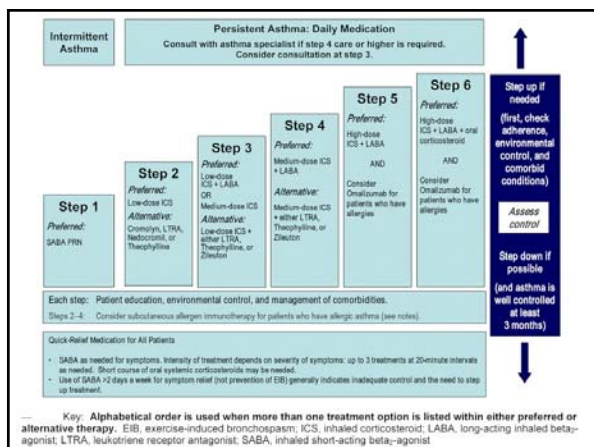 Intermittent
Asthma
Persistent Asthma: Daily Medication
Consult with asthma specialist if step 4 care or higher is required.
Consider consultation at step 3.
Step 1
Preferred:
SABA PRN
Step 2
Preferred:
Low-dose ICS
Alternative:
Cromolyn, LTRA,
Nedocromil, or
Theophylline
Step 3
Preferred:
Low-dose
ICS + LABA
OR
Medium-dose ICS
Alternative:
Low-dose ICS +
either LTRA,
Theophylline, or
Zileuton
Step 4
Preferred:
Medium-dose ICS
+ LABA
Alternative:
Medium-dose ICS
+ either LTRA,
Theophylline, or
Zileuton
Step 5
Preferred:
High-dose
ICS + LABA
AND
Consider
Omalizumab for
patients who have
allergies
Step 6
Preferred:
High-dose
ICS + LABA + oral
corticosteroid
AND
Consider
Omalizumab for
patients who have
allergies
Step up if
needed
(first, check
adherence,
environmental
control, and
comorbid
conditions)
Assess
control
Step down if
possible
(and asthma is
well controlled
at least
3 months)
Each step: Patient education, environmental control, and management of comorbidities.
Steps 2–4: Consider subcutaneous allergen immunotherapy for patients who have allergic asthma (see notes).
Quick-Relief Medication for All Patients
• SABA as needed for symptoms. Intensity of treatment depends on severity of symptoms: up to 3 treatments at 20-minute intervals
as needed. Short course of oral systemic corticosteroids may be needed.
• Use of SABA >2 days a week for symptom relief (not prevention of EIB) generally indicates inadequate control and the need to step
up treatment.
Key: Alphabetical order is used when more than one treatment option is listed within either preferred or
alternative therapy. EIB, exercise-induced bronchospasm; ICS, inhaled corticosteroid; LABA, long-acting inhaled beta₂-
agonist; LTRA, leukotriene receptor antagonist; SABA, inhaled short-acting beta₂-agonist